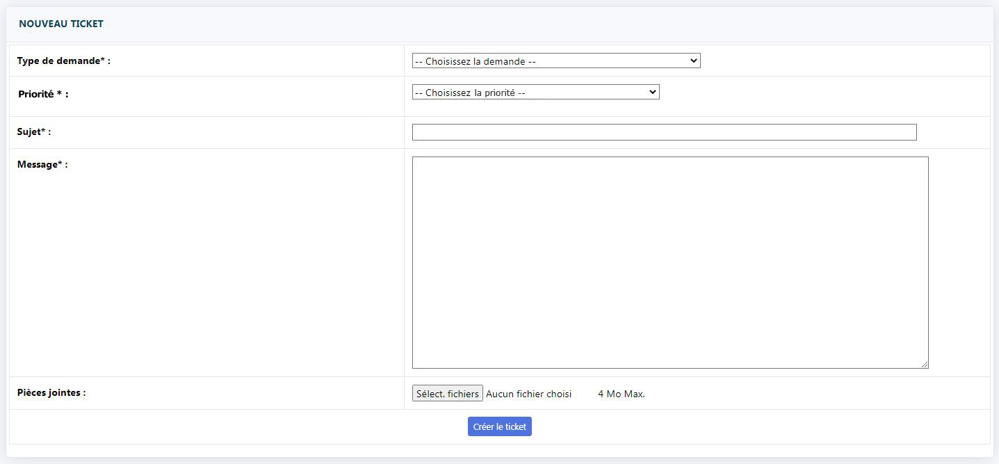 NOUVEAU TICKET
Type de demande* :
-- Choisissez la demande --
Priorité * :
-- Choisissez la priorité --
Sujet* :
Message* :
Pièces jointes :
Sélect. fichiers Aucun fichier choisi 4 Mo Max.
Créer le ticket